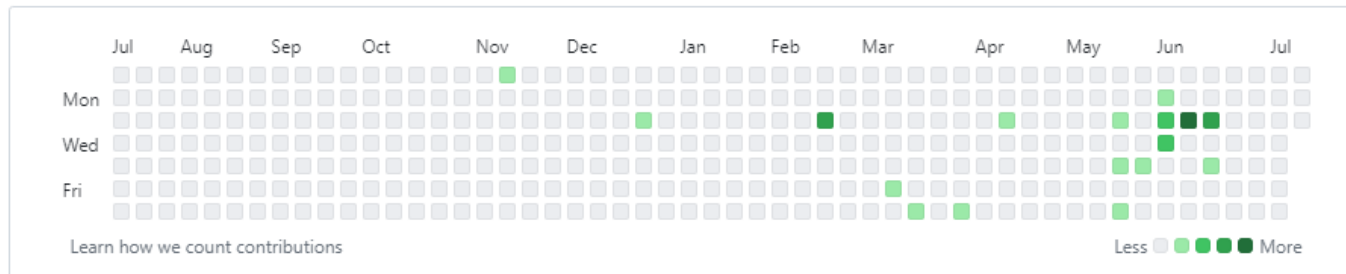 Jul Aug Sep Oct Nov Dec Jan Feb Mar Apr May Jun Jul
Mon
Wed
Fri
Learn how we count contributions Less More